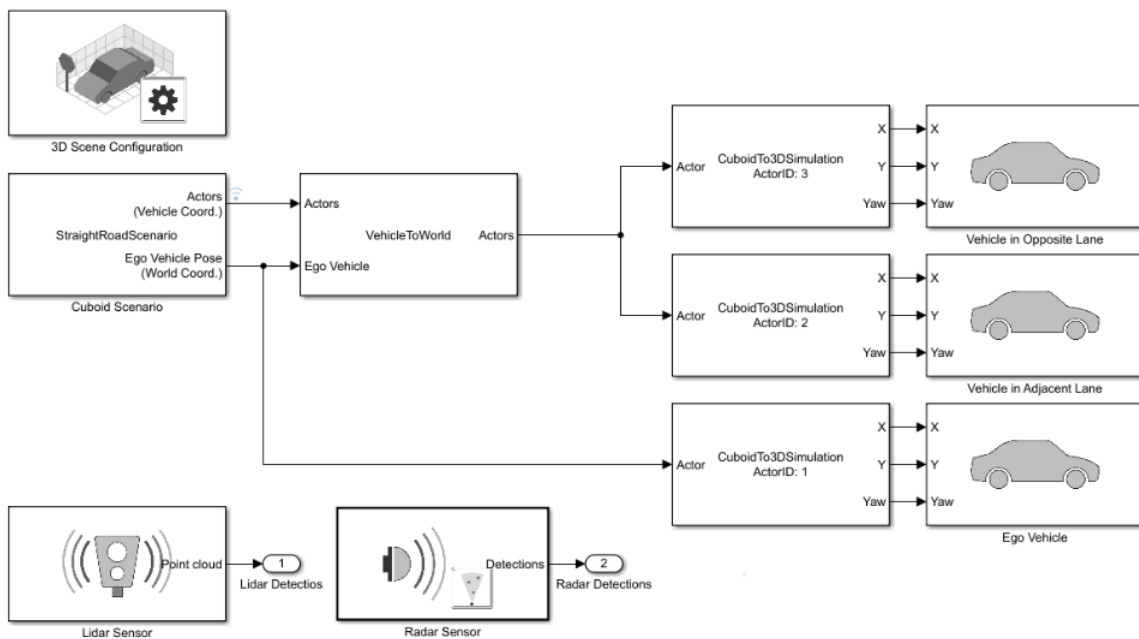 3D Scene Configuration
Actors
(Vehicle Coord.)
StraightRoadScenario
Ego Vehicle Pose
(World Coord.)
Cuboid Scenario
Actors
VehicleToWorld
Actors
Ego Vehicle
Actor
CuboidTo3DSimulation
ActorID: 3
X
Y
Yaw
X
Y
Yaw
Vehicle in Opposite Lane
Actor
CuboidTo3DSimulation
ActorID: 2
X
Y
Yaw
X
Y
Yaw
Vehicle in Adjacent Lane
Actor
CuboidTo3DSimulation
ActorID: 1
X
Y
Yaw
X
Y
Yaw
Ego Vehicle
Point cloud
1
Lidar Detectios
Lidar Sensor
Detections
2
Radar Detections
Radar Sensor